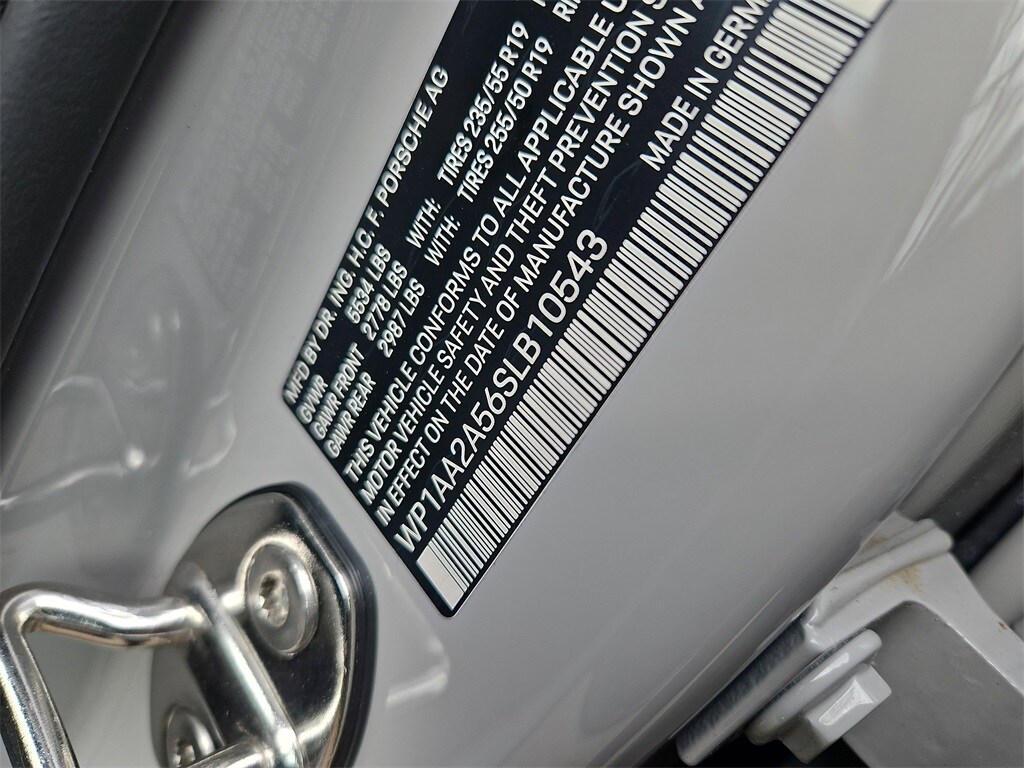 MFD BY DR. ING. H.C. F. PORSCHE AG
GVWR 5534 LBS
GAWR FRONT 2778 LBS WITH: TIRES 235/55 R19
GAWR REAR 2987 LBS WITH: TIRES 255/50 R19
THIS VEHICLE CONFORMS TO ALL APPLICABLE
MOTOR VEHICLE SAFETY AND THEFT PREVENTION
IN EFFECT ON THE DATE OF MANUFACTURE SHOWN
WP1AA2A56SLB10543 MADE IN GERM